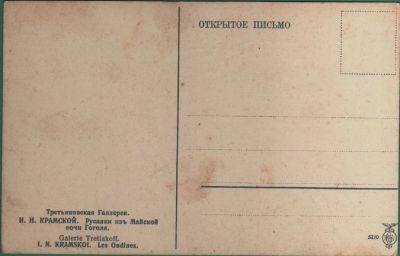 ОТКРЫТОЕ ПИСЬМО
Третьяковская Галлерея.
И. Н. КРАМСКОЙ. Русалки изъ Майской
ночи Гоголя.
Galerie Tretiakoff.
I. N. KRAMSKOI. Les Ondines.